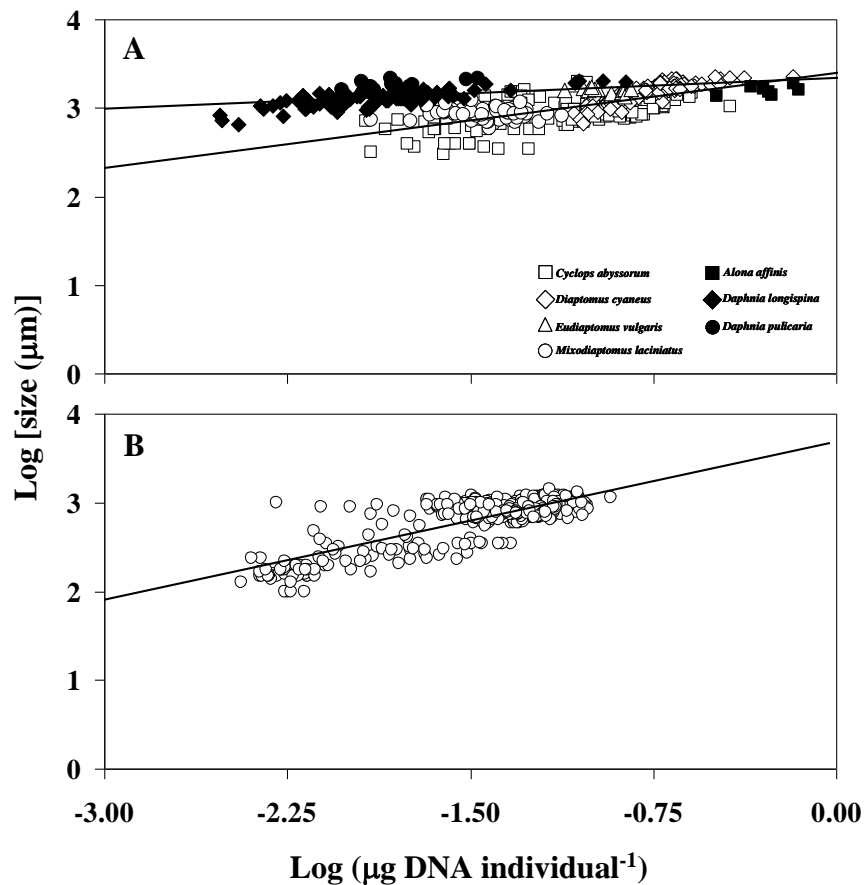 A
4
3
2
1
0
Cyclops abyssorum
Alona affinis
Diaptomus cyaneus
Daphnia longispina
Eudiaptomus vulgaris
Daphnia pulicaria
Mixodiaptomus laciniatus
Log [size (μm)]
B
4
3
2
1
0
-3.00 -2.25 -1.50 -0.75 0.00
Log (μg DNA individual⁻¹)